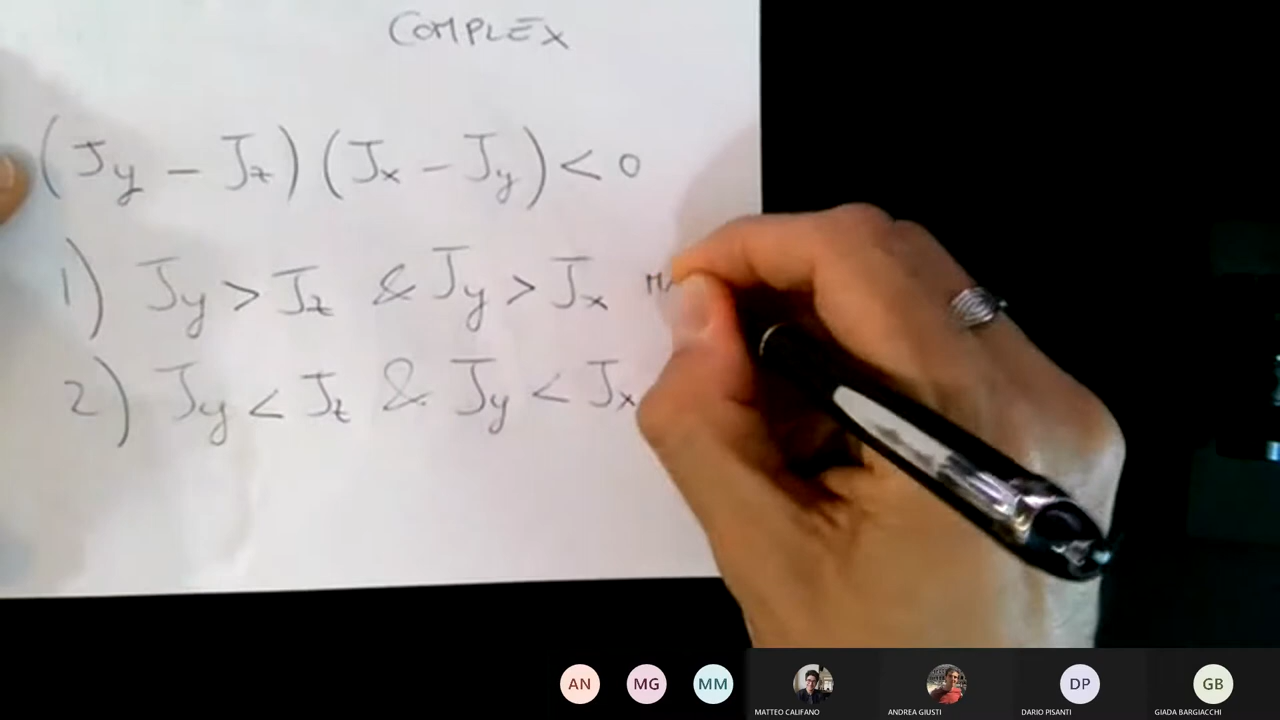 COMPLEX
(Jy - Jz) (Jx - Jy) < 0
1) Jy > Jz & Jy > Jx
2) Jy < Jz & Jy < Jx
AN MG MM DP GB
MATTEO CALIFANO ANDREA GIUSTI DARIO PISANTI GIADA BARGIACCHI